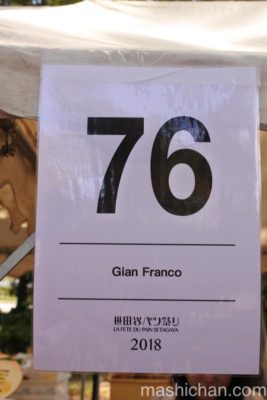 76
Gian Franco
世田谷パン祭り
LA FETE DU PAIN SETAGAYA
2018
mashichan.com